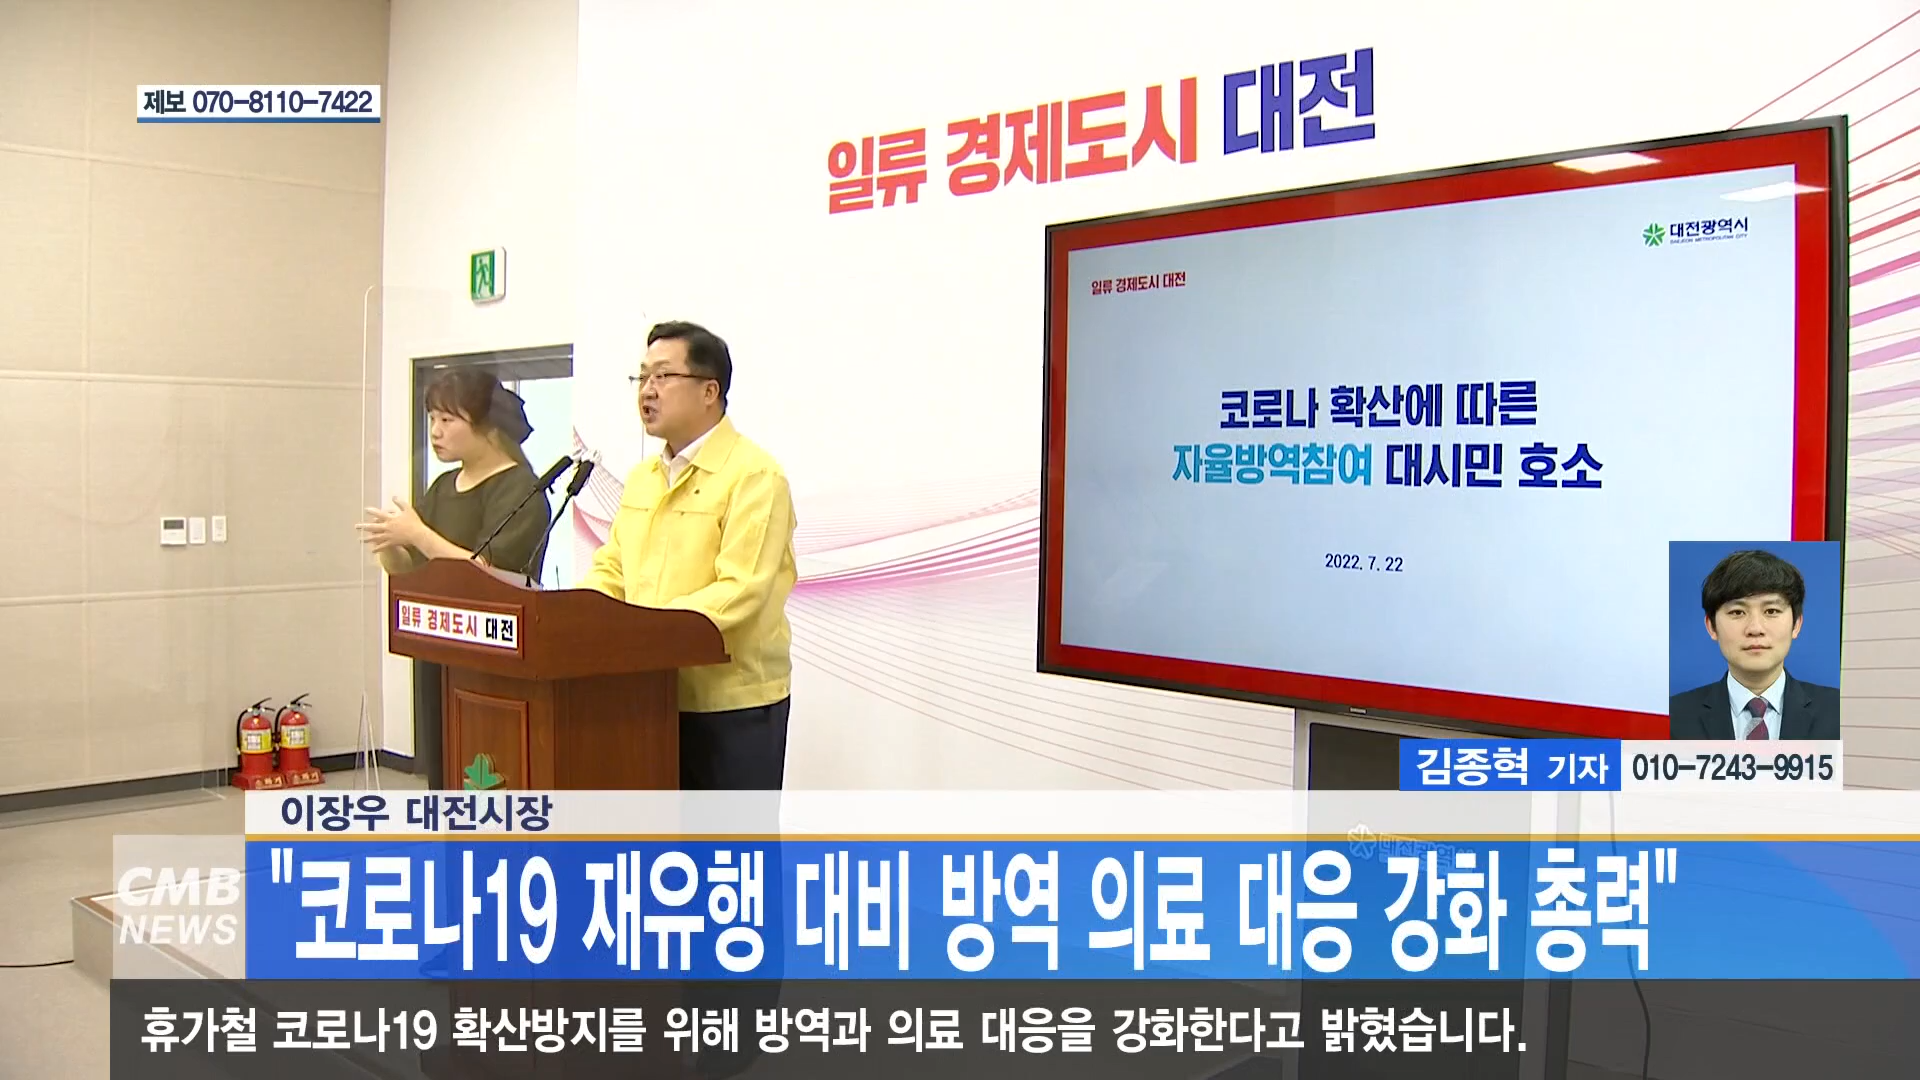 제보 070-8110-7422
일류 경제도시 대전
대전광역시
DAEJEON METROPOLITAN CITY
일류 경제도시 대전
코로나 확산에 따른
자율방역참여 대시민 호소
2022. 7. 22
일류 경제도시 대전
김종혁 기자 010-7243-9915
이장우 대전시장
CMB NEWS
"코로나19 재유행 대비 방역 의료 대응 강화 총력"
휴가철 코로나19 확산방지를 위해 방역과 의료 대응을 강화한다고 밝혔습니다.